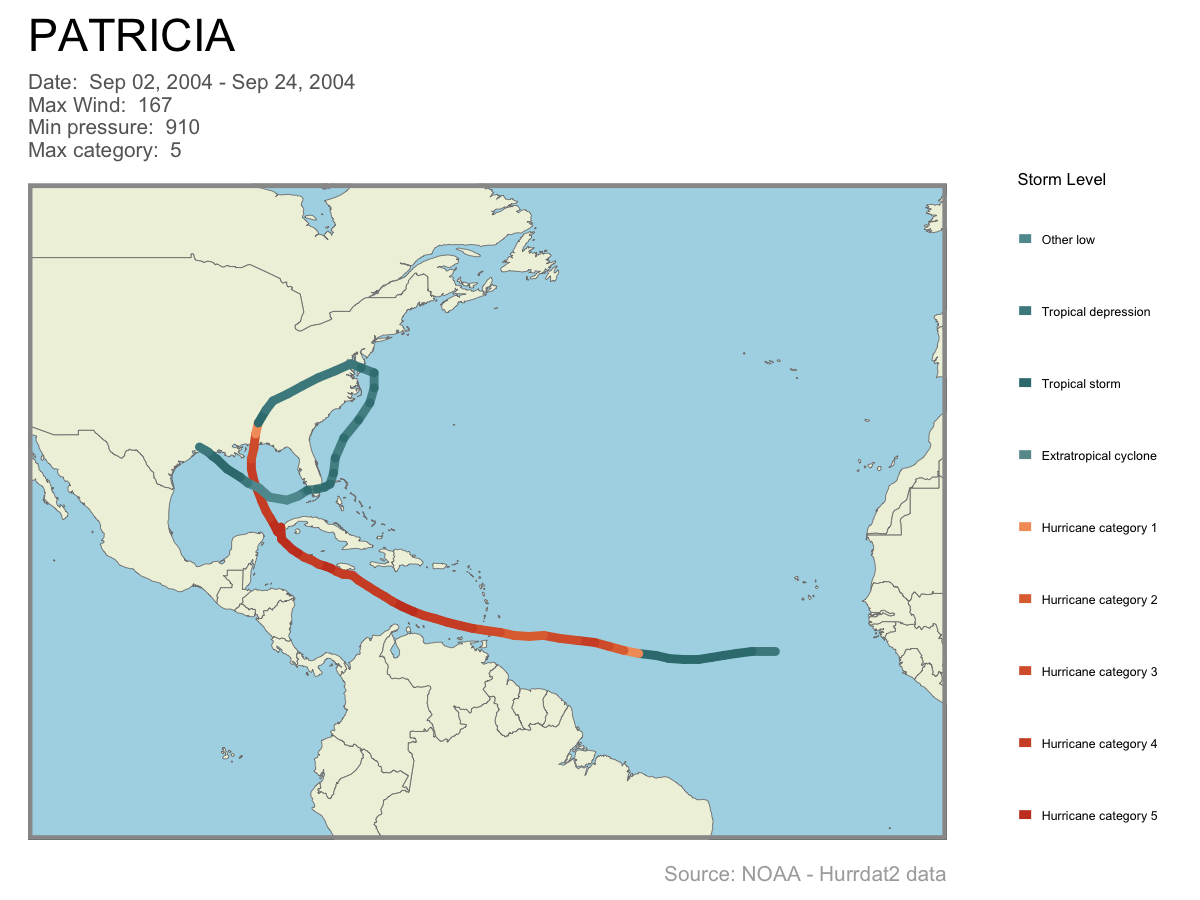 PATRICIA
Date:  Sep 02, 2004 - Sep 24, 2004
Max Wind:  167
Min pressure:  910
Max category:  5
Storm Level
Other low
Tropical depression
Tropical storm
Extratropical cyclone
Hurricane category 1
Hurricane category 2
Hurricane category 3
Hurricane category 4
Hurricane category 5
Source: NOAA - Hurrdat2 data